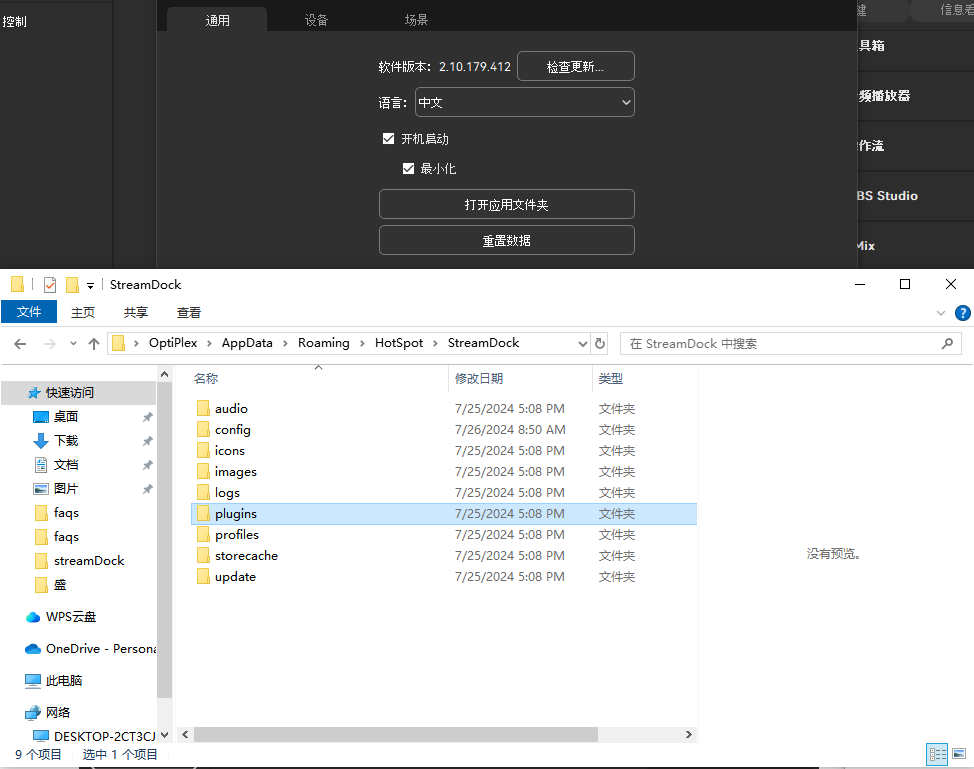 控制
通用 设备 场景
信息看
软件版本: 2.10.179.412 检查更新...
语言: 中文
开机启动
最小化
打开应用文件夹
重置数据
具箱
频播放器
作流
BS Studio
Mix
StreamDock
文件 主页 共享 查看
OptiPlex > AppData > Roaming > HotSpot > StreamDock
在 StreamDock 中搜索
快速访问
桌面
下载
文档
图片
faqs
faqs
streamDock
盛
WPS云盘
OneDrive - Persona
此电脑
网络
DESKTOP-2CT3CJ
名称 修改日期 类型
audio 7/25/2024 5:08 PM 文件夹
config 7/26/2024 8:50 AM 文件夹
icons 7/25/2024 5:08 PM 文件夹
images 7/25/2024 5:08 PM 文件夹
logs 7/25/2024 5:08 PM 文件夹
plugins 7/25/2024 5:08 PM 文件夹
profiles 7/25/2024 5:08 PM 文件夹
storecache 7/25/2024 5:08 PM 文件夹
update 7/25/2024 5:08 PM 文件夹
没有预览。
9 个项目 选中 1 个项目